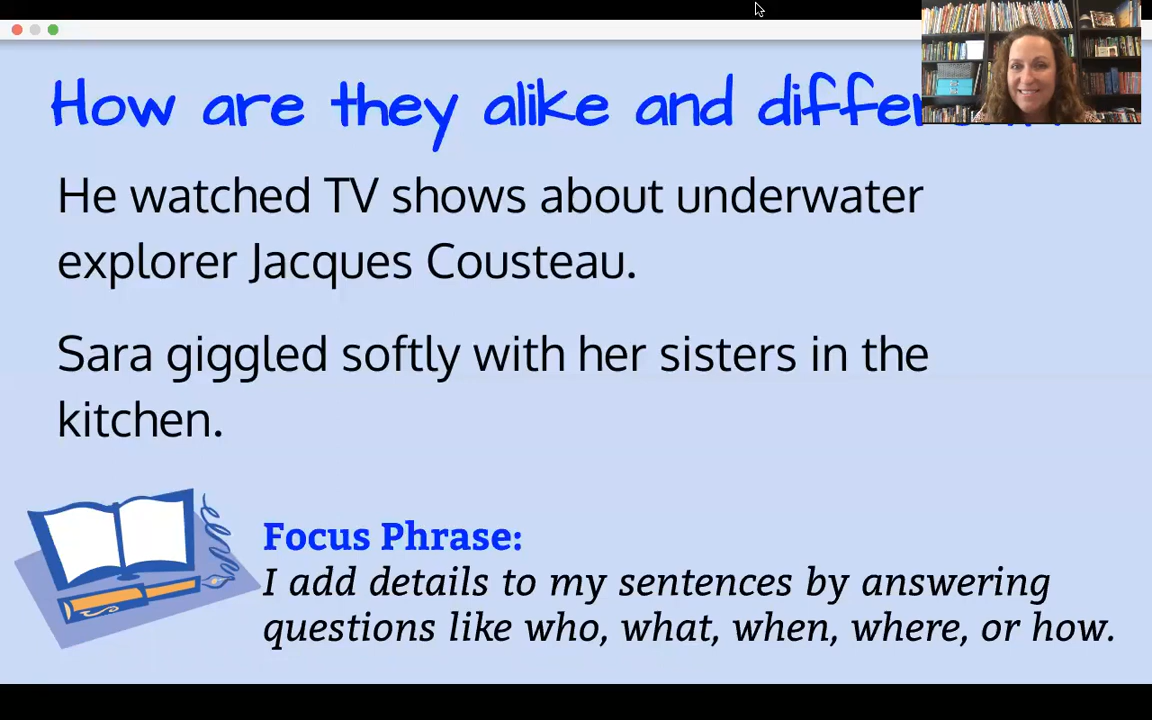 How are they alike and
He watched TV shows about underwater
explorer Jacques Cousteau.
Sara giggled softly with her sisters in the
kitchen.
Focus Phrase:
I add details to my sentences by answering
questions like who, what, when, where, or how.